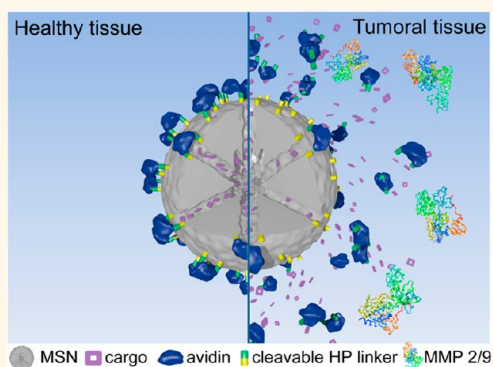 Healthy tissue
Tumoral tissue
MSN cargo avidin cleavable HP linker MMP 2/9